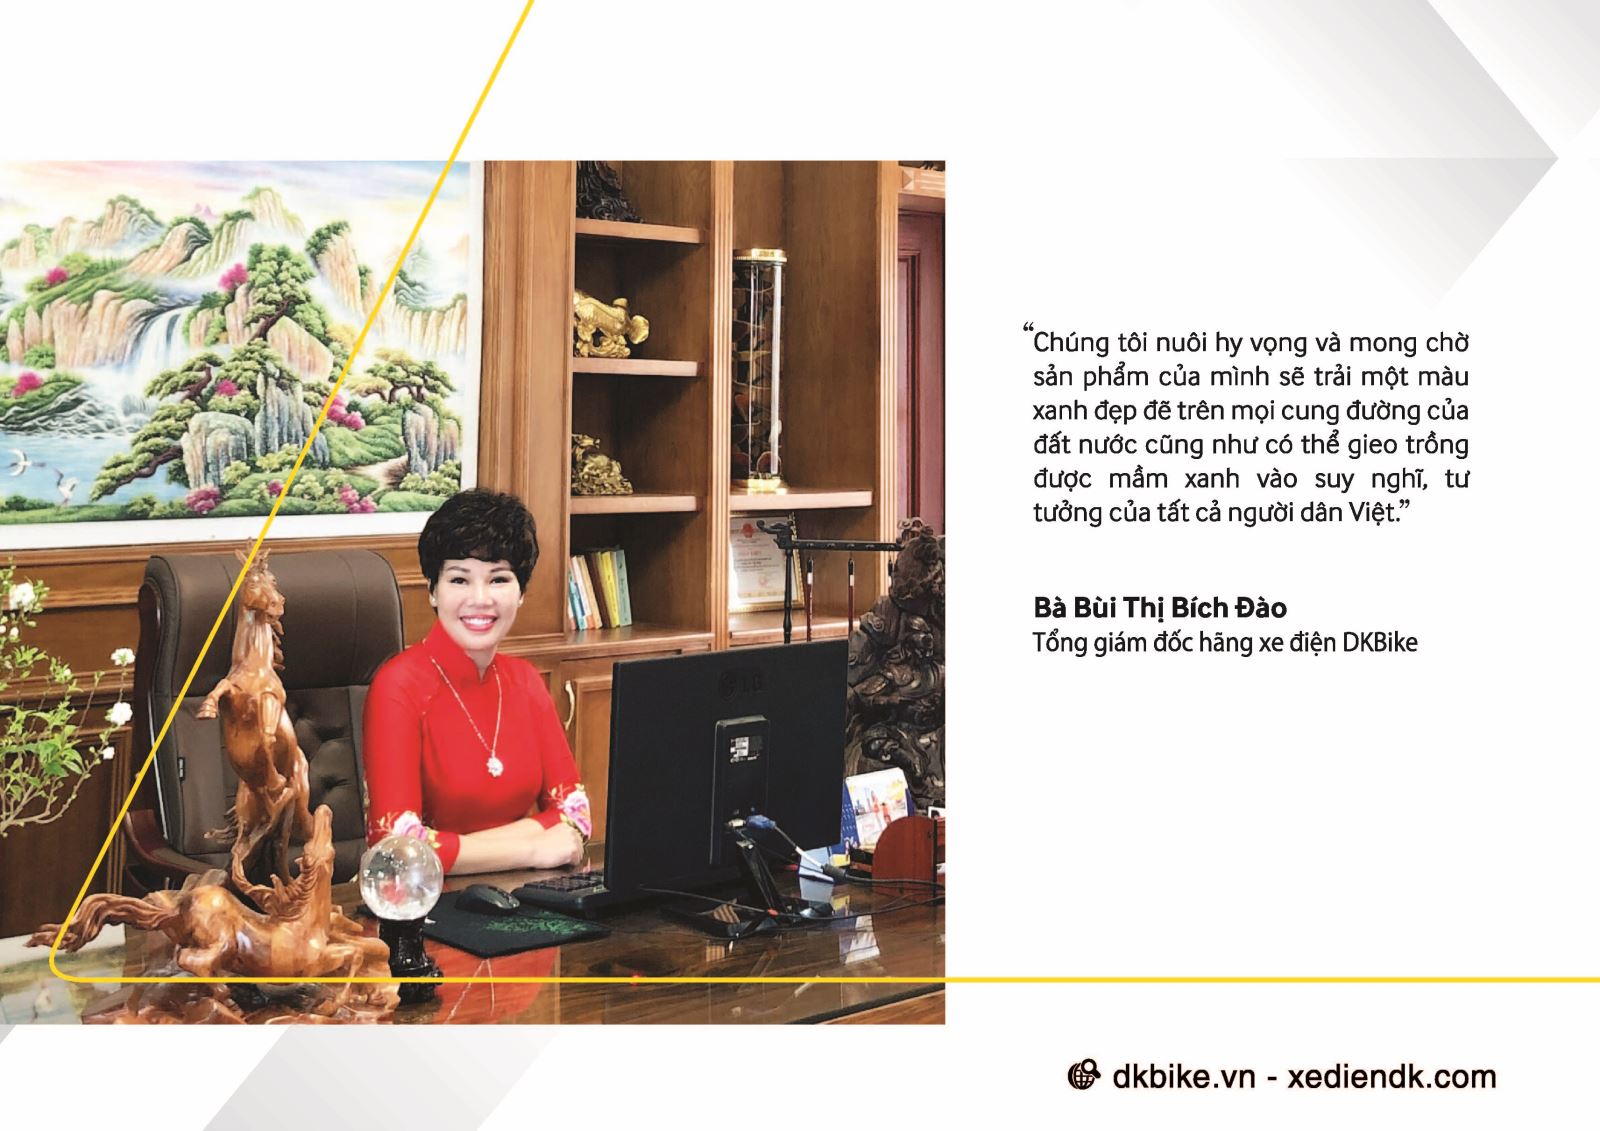 “Chúng tôi nuôi hy vọng và mong chờ
sản phẩm của mình sẽ trải một màu
xanh đẹp đẽ trên mọi cung đường của
đất nước cũng như có thể gieo trồng
được mầm xanh vào suy nghĩ, tư
tưởng của tất cả người dân Việt.”
Bà Bùi Thị Bích Đào
Tổng giám đốc hãng xe điện DKBike
LG
dkbike.vn - xediendk.com